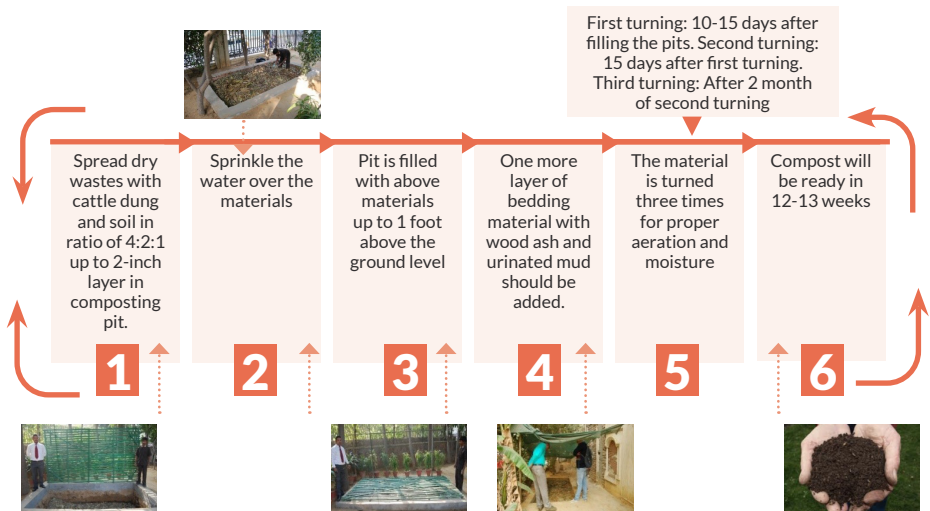 First turning: 10-15 days after
filling the pits. Second turning:
15 days after first turning.
Third turning: After 2 month
of second turning
Spread dry
wastes with
cattle dung
and soil in
ratio of 4:2:1
up to 2-inch
layer in
composting
pit.
1
Sprinkle the
water over the
materials
2
Pit is filled
with above
materials
up to 1 foot
above the
ground level
3
One more
layer of
bedding
material with
wood ash and
urinated mud
should be
added.
4
The material
is turned
three times
for proper
aeration and
moisture
5
Compost will
be ready in
12-13 weeks
6